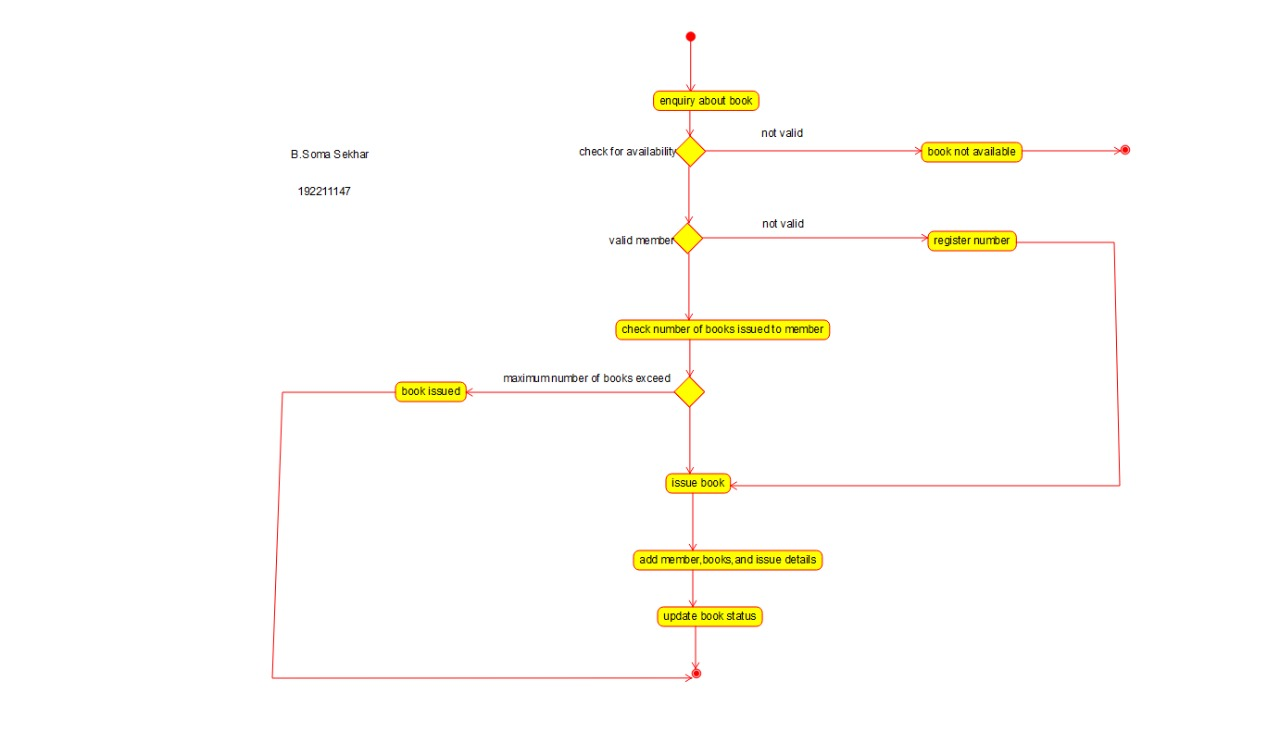 enquiry about book
not valid
check for availability
book not available
B.Soma Sekhar
192211147
not valid
valid member
register number
check number of books issued to member
maximum number of books exceed
book issued
issue book
add member,books,and issue details
update book status